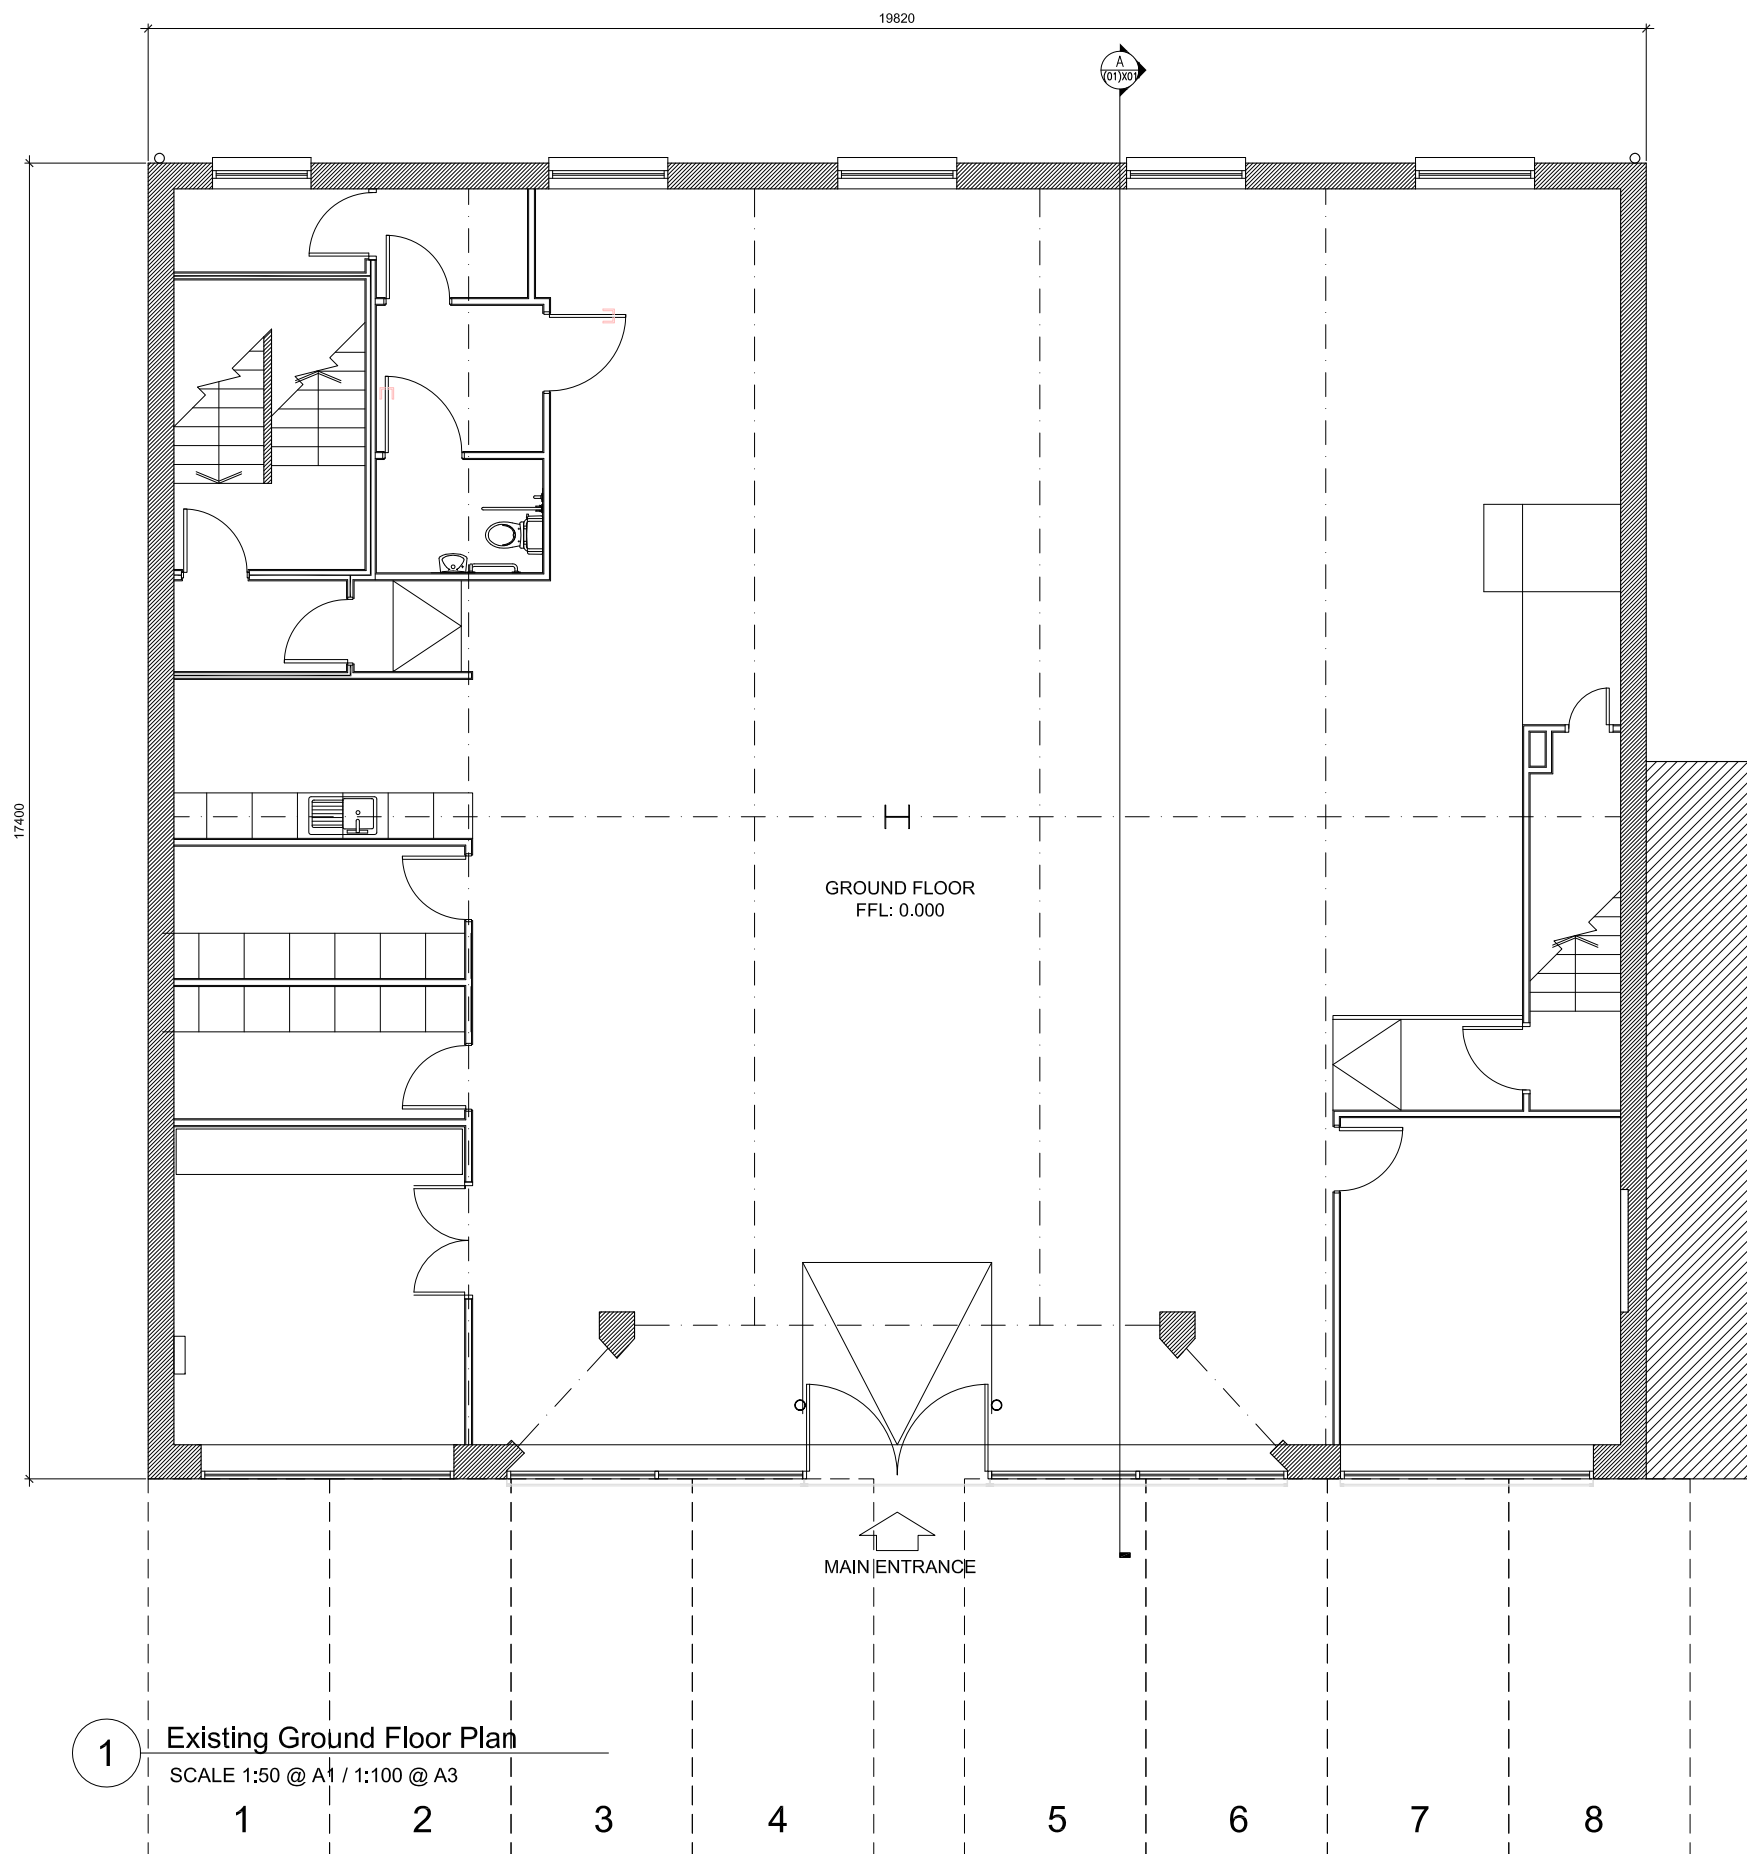 19820
A
(01)X01
17400
GROUND FLOOR
FFL: 0.000
MAIN ENTRANCE
1
Existing Ground Floor Plan
SCALE 1:50 @ A1 / 1:100 @ A3
1 2 3 4 5 6 7 8